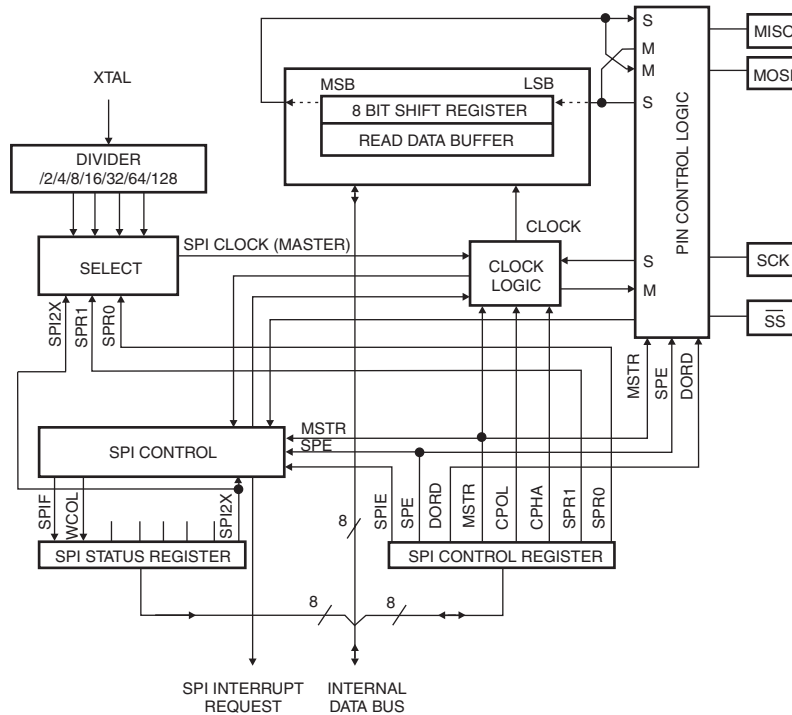 S
MISO
M
MOSI
MSB
LSB
M
XTAL
8 BIT SHIFT REGISTER
S
READ DATA BUFFER
DIVIDER
/2/4/8/16/32/64/128
PIN CONTROL LOGIC
CLOCK
SPI CLOCK (MASTER)
SELECT
CLOCK
LOGIC
S
SCK
M
SS
SPI2X
SPR1
SPR0
MSTR
SPE
DORD
MSTR
SPE
SPI CONTROL
SPIF
WCOL
SPI2X
SPIE
SPE
DORD
MSTR
CPOL
CPHA
SPR1
SPR0
8
SPI STATUS REGISTER
SPI CONTROL REGISTER
8
8
SPI INTERRUPT
REQUEST
INTERNAL
DATA BUS